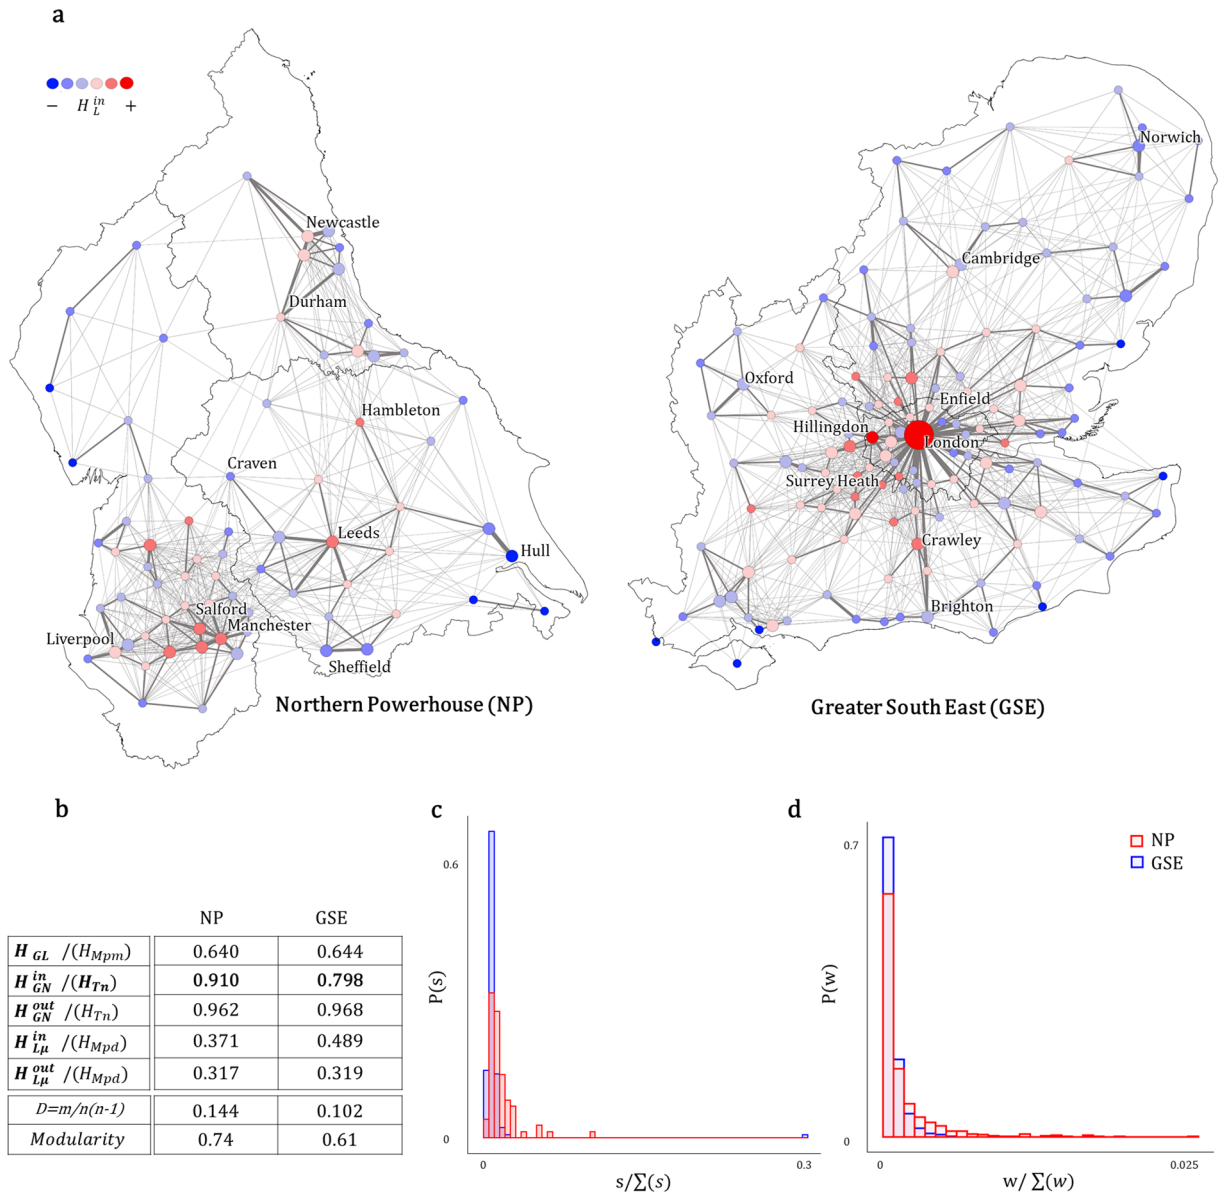 a
− H in L +
Newcastle
Durham
Hambleton
Craven
Leeds
Hull
Salford
Manchester
Liverpool
Sheffield
Northern Powerhouse (NP)
Norwich
Cambridge
Oxford
Enfield
Hillingdon
London
Surrey Heath
Crawley
Brighton
Greater South East (GSE)
b
NP GSE
H GL /(HMpm) 0.640 0.644
H in GN /(HTn) 0.910 0.798
H out GN /(HTn) 0.962 0.968
H in Lμ /(HMpd) 0.371 0.489
H out Lμ /(HMpd) 0.317 0.319
D=m/n(n-1) 0.144 0.102
Modularity 0.74 0.61
c
P(s)
0.6
0
0 0.3
s/∑(s)
d
NP
GSE
P(w)
0.7
0
0 0.025
w/∑(w)